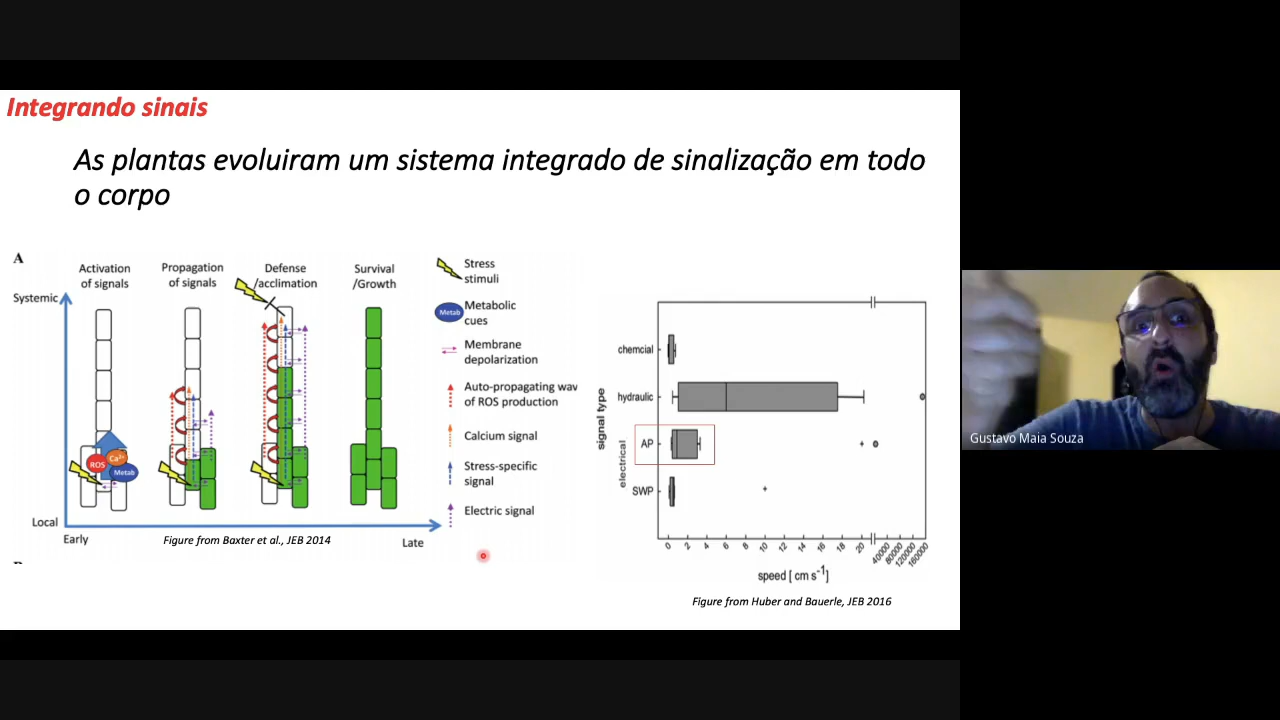 Integrando sinais
As plantas evoluiram um sistema integrado de sinalização em todo
o corpo
A
Activation
of signals
Propagation
of signals
Defense
/acclimation
Survival
/Growth
Systemic
Local
Early
Late
ROS
Ca²⁺
Metab
Figure from Baxter et al., JEB 2014
Stress
stimuli
Metab
Metabolic
cues
Membrane
depolarization
Auto-propagating wav
of ROS production
Calcium signal
Stress-specific
signal
Electric signal
signal type
electrical
chemcial
hydraulic
AP
SWP
0 2 4 6 8 10 12 14 16 18 20 40000 80000 120000 160000
speed [ cm s⁻¹]
Figure from Huber and Bauerle, JEB 2016
Gustavo Maia Souza